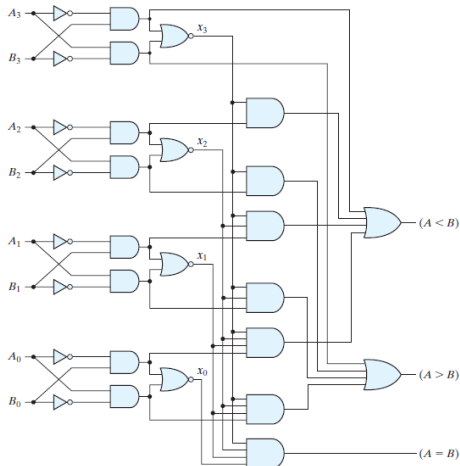 A₃
x₃
B₃
A₂
x₂
B₂
(A < B)
A₁
x₁
B₁
A₀
x₀
(A > B)
B₀
(A = B)